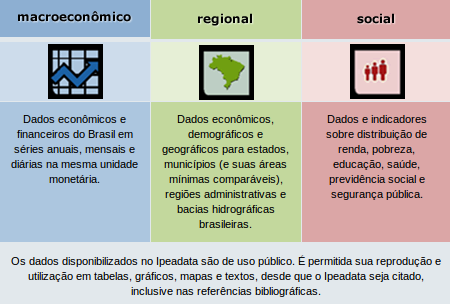 macroeconômico
regional
social
Dados econômicos e
financeiros do Brasil em
séries anuais, mensais e
diárias na mesma unidade
monetária.
Dados econômicos,
demográficos e
geográficos para estados,
municípios (e suas áreas
mínimas comparáveis),
regiões administrativas e
bacias hidrográficas
brasileiras.
Dados e indicadores
sobre distribuição de
renda, pobreza,
educação, saúde,
previdência social e
segurança pública.
Os dados disponibilizados no Ipeadata são de uso público. É permitida sua reprodução e
utilização em tabelas, gráficos, mapas e textos, desde que o Ipeadata seja citado,
inclusive nas referências bibliográficas.